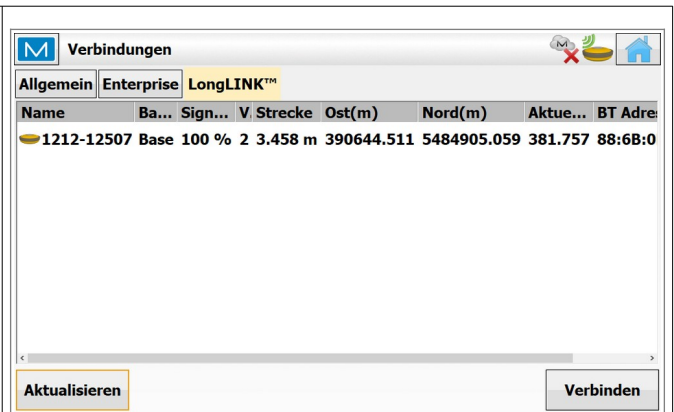 Verbindungen
Allgemein Enterprise LongLINK™
Name Ba... Sign... V. Strecke Ost(m) Nord(m) Aktue... BT Adre
1212-12507 Base 100 % 2 3.458 m 390644.511 5484905.059 381.757 88:6B:0
Aktualisieren Verbinden